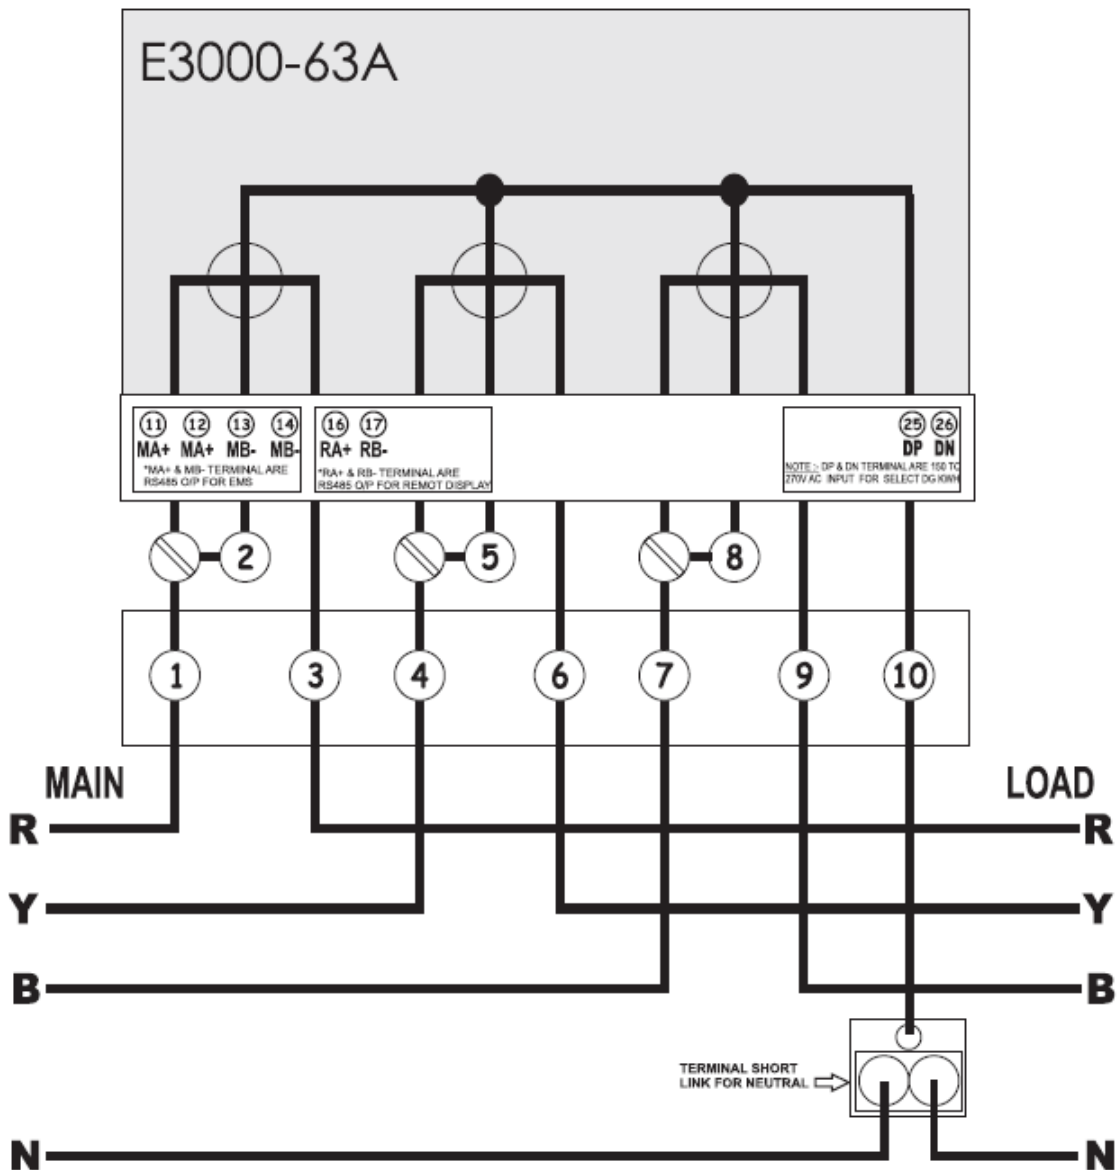 E3000-63A
11 12 13 14
MA+ MA+ MB- MB-
*MA+ & MB- TERMINAL ARE
RS485 O/P FOR EMS
16 17
RA+ RB-
*RA+ & RB- TERMINAL ARE
RS485 O/P FOR REMOT DISPLAY
25 26
DP DN
NOTE :- DP & DN TERMINAL ARE 150 TO
270V AC INPUT FOR SELECT DG KWH
2 5 8
1 3 4 6 7 9 10
MAIN LOAD
R R
Y Y
B B
TERMINAL SHORT
LINK FOR NEUTRAL
N N